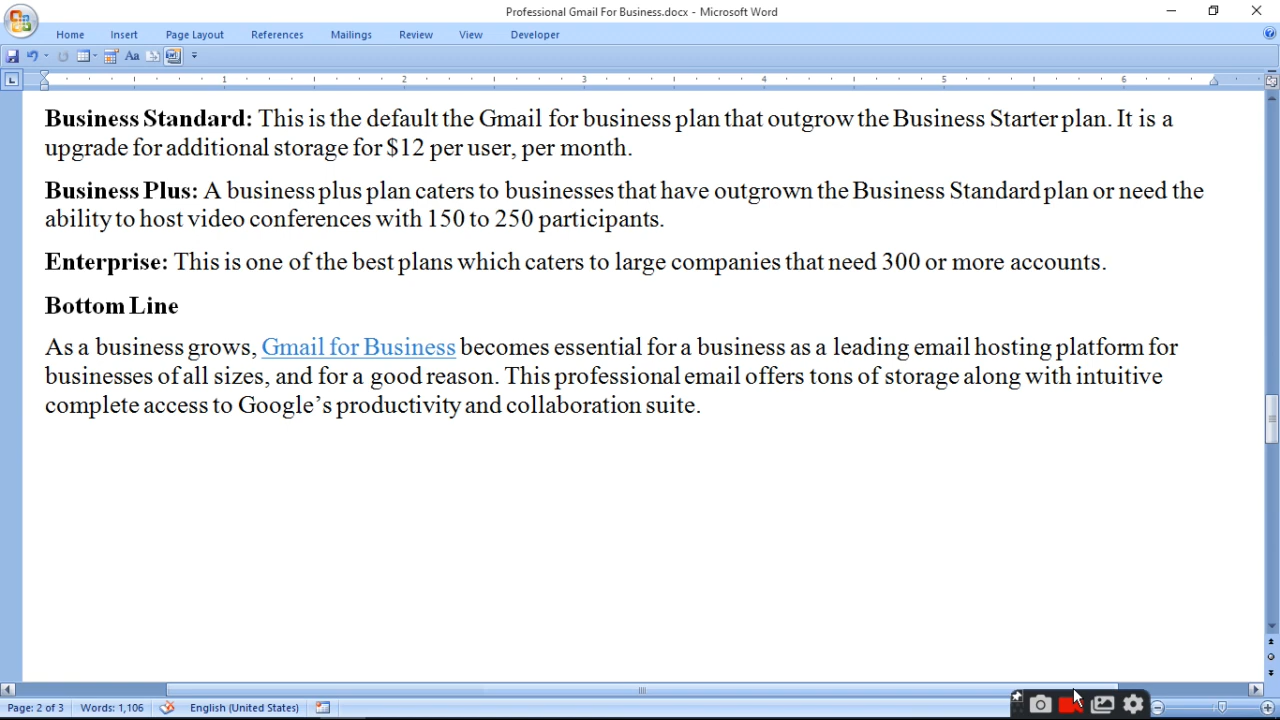 Professional Gmail For Business.docx - Microsoft Word
Home Insert Page Layout References Mailings Review View Developer
Aa
1 2 3 4 5 6
Business Standard: This is the default the Gmail for business plan that outgrow the Business Starter plan. It is a
upgrade for additional storage for $12 per user, per month.
Business Plus: A business plus plan caters to businesses that have outgrown the Business Standard plan or need the
ability to host video conferences with 150 to 250 participants.
Enterprise: This is one of the best plans which caters to large companies that need 300 or more accounts.
Bottom Line
As a business grows, Gmail for Business becomes essential for a business as a leading email hosting platform for
businesses of all sizes, and for a good reason. This professional email offers tons of storage along with intuitive
complete access to Google’s productivity and collaboration suite.
Page: 2 of 3 Words: 1,106 English (United States)